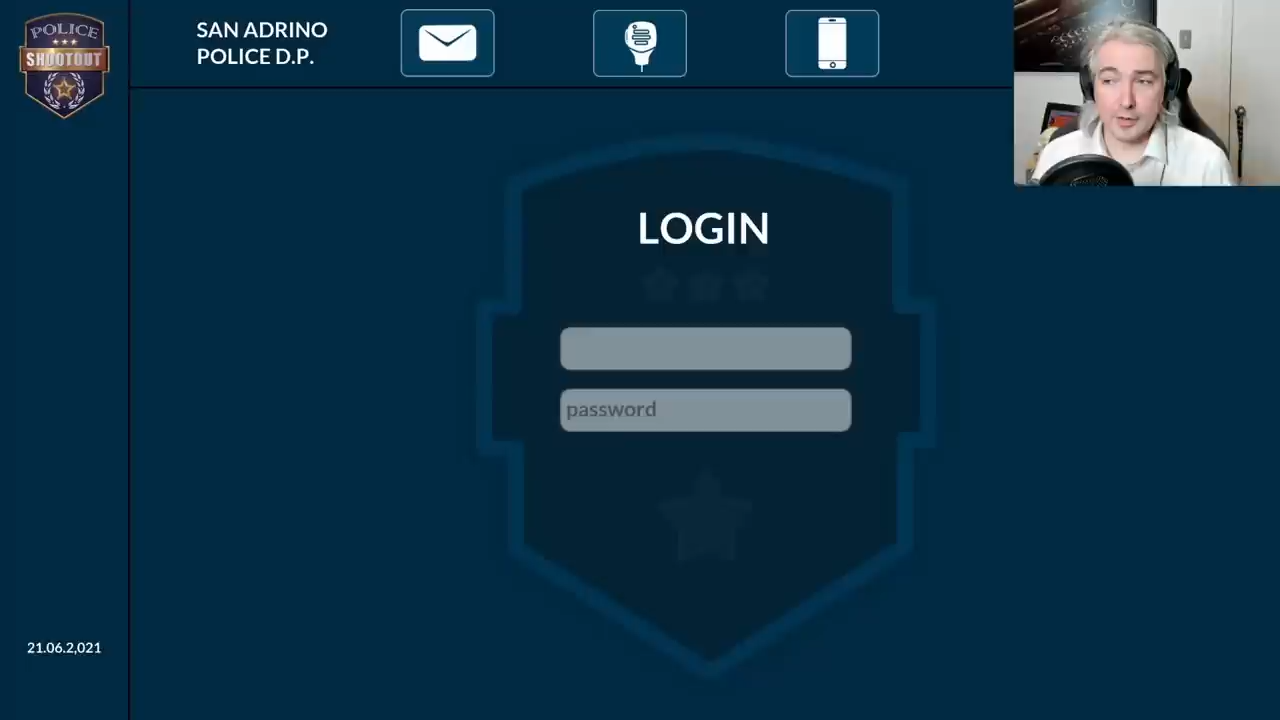 POLICE
SHOOTOUT
SAN ADRINO
POLICE D.P.
LOGIN
password
21.06.2,021